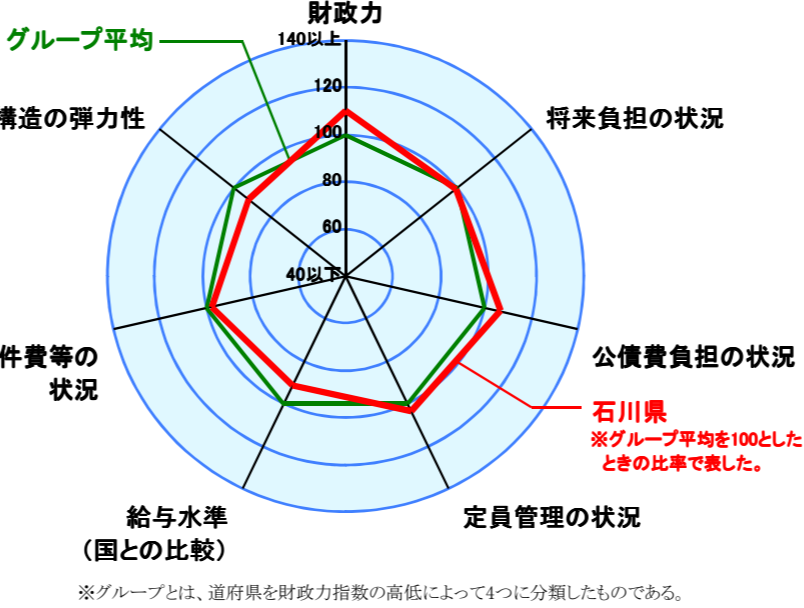 財政力
140以上
グループ平均
120
構造の弾力性
将来負担の状況
100
80
60
40以下
件費等の
状況
公債費負担の状況
石川県
※グループ平均を100とした
ときの比率で表した。
給与水準
（国との比較）
定員管理の状況
※グループとは、道府県を財政力指数の高低によって4つに分類したものである。